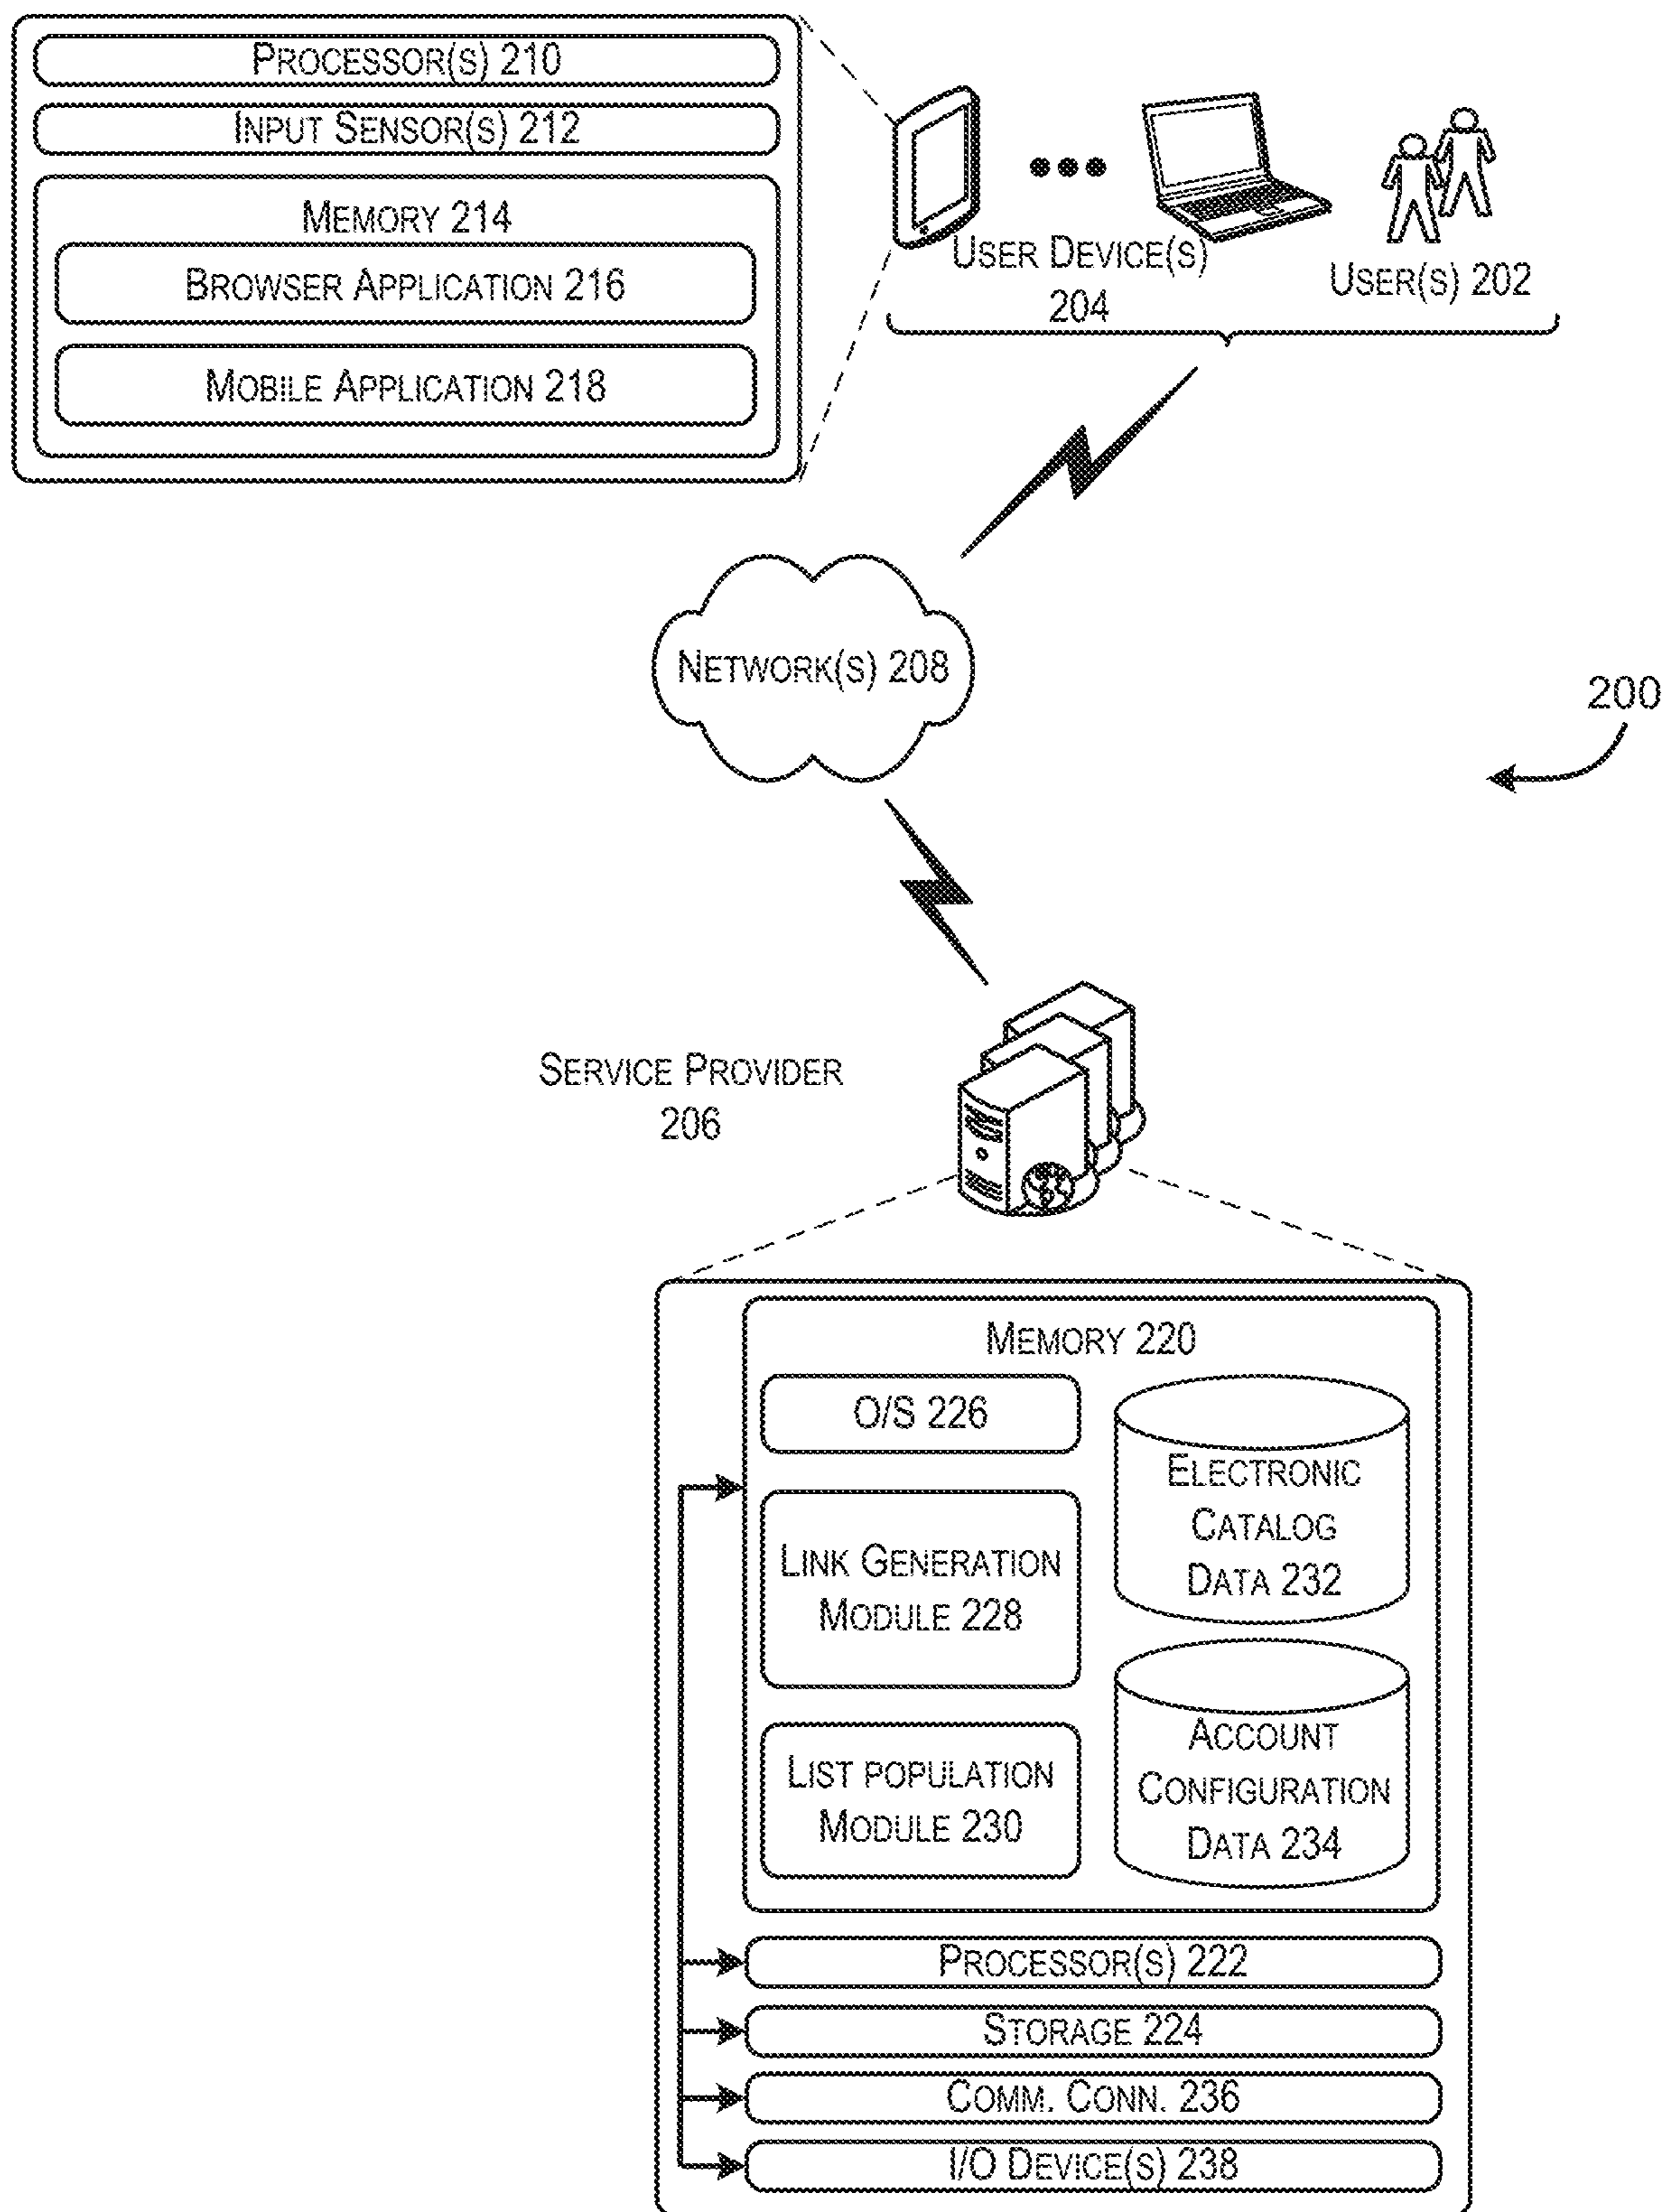 PROCESSOR(S) 210
INPUT SENSOR(S) 212
MEMORY 214
BROWSER APPLICATION 216
MOBILE APPLICATION 218
USER DEVICE(S)
204
USER(S) 202
NETWORK(S) 208
200
SERVICE PROVIDER
206
MEMORY 220
O/S 226
LINK GENERATION
MODULE 228
LIST POPULATION
MODULE 230
ELECTRONIC
CATALOG
DATA 232
ACCOUNT
CONFIGURATION
DATA 234
PROCESSOR(S) 222
STORAGE 224
COMM. CONN. 236
I/O DEVICE(S) 238